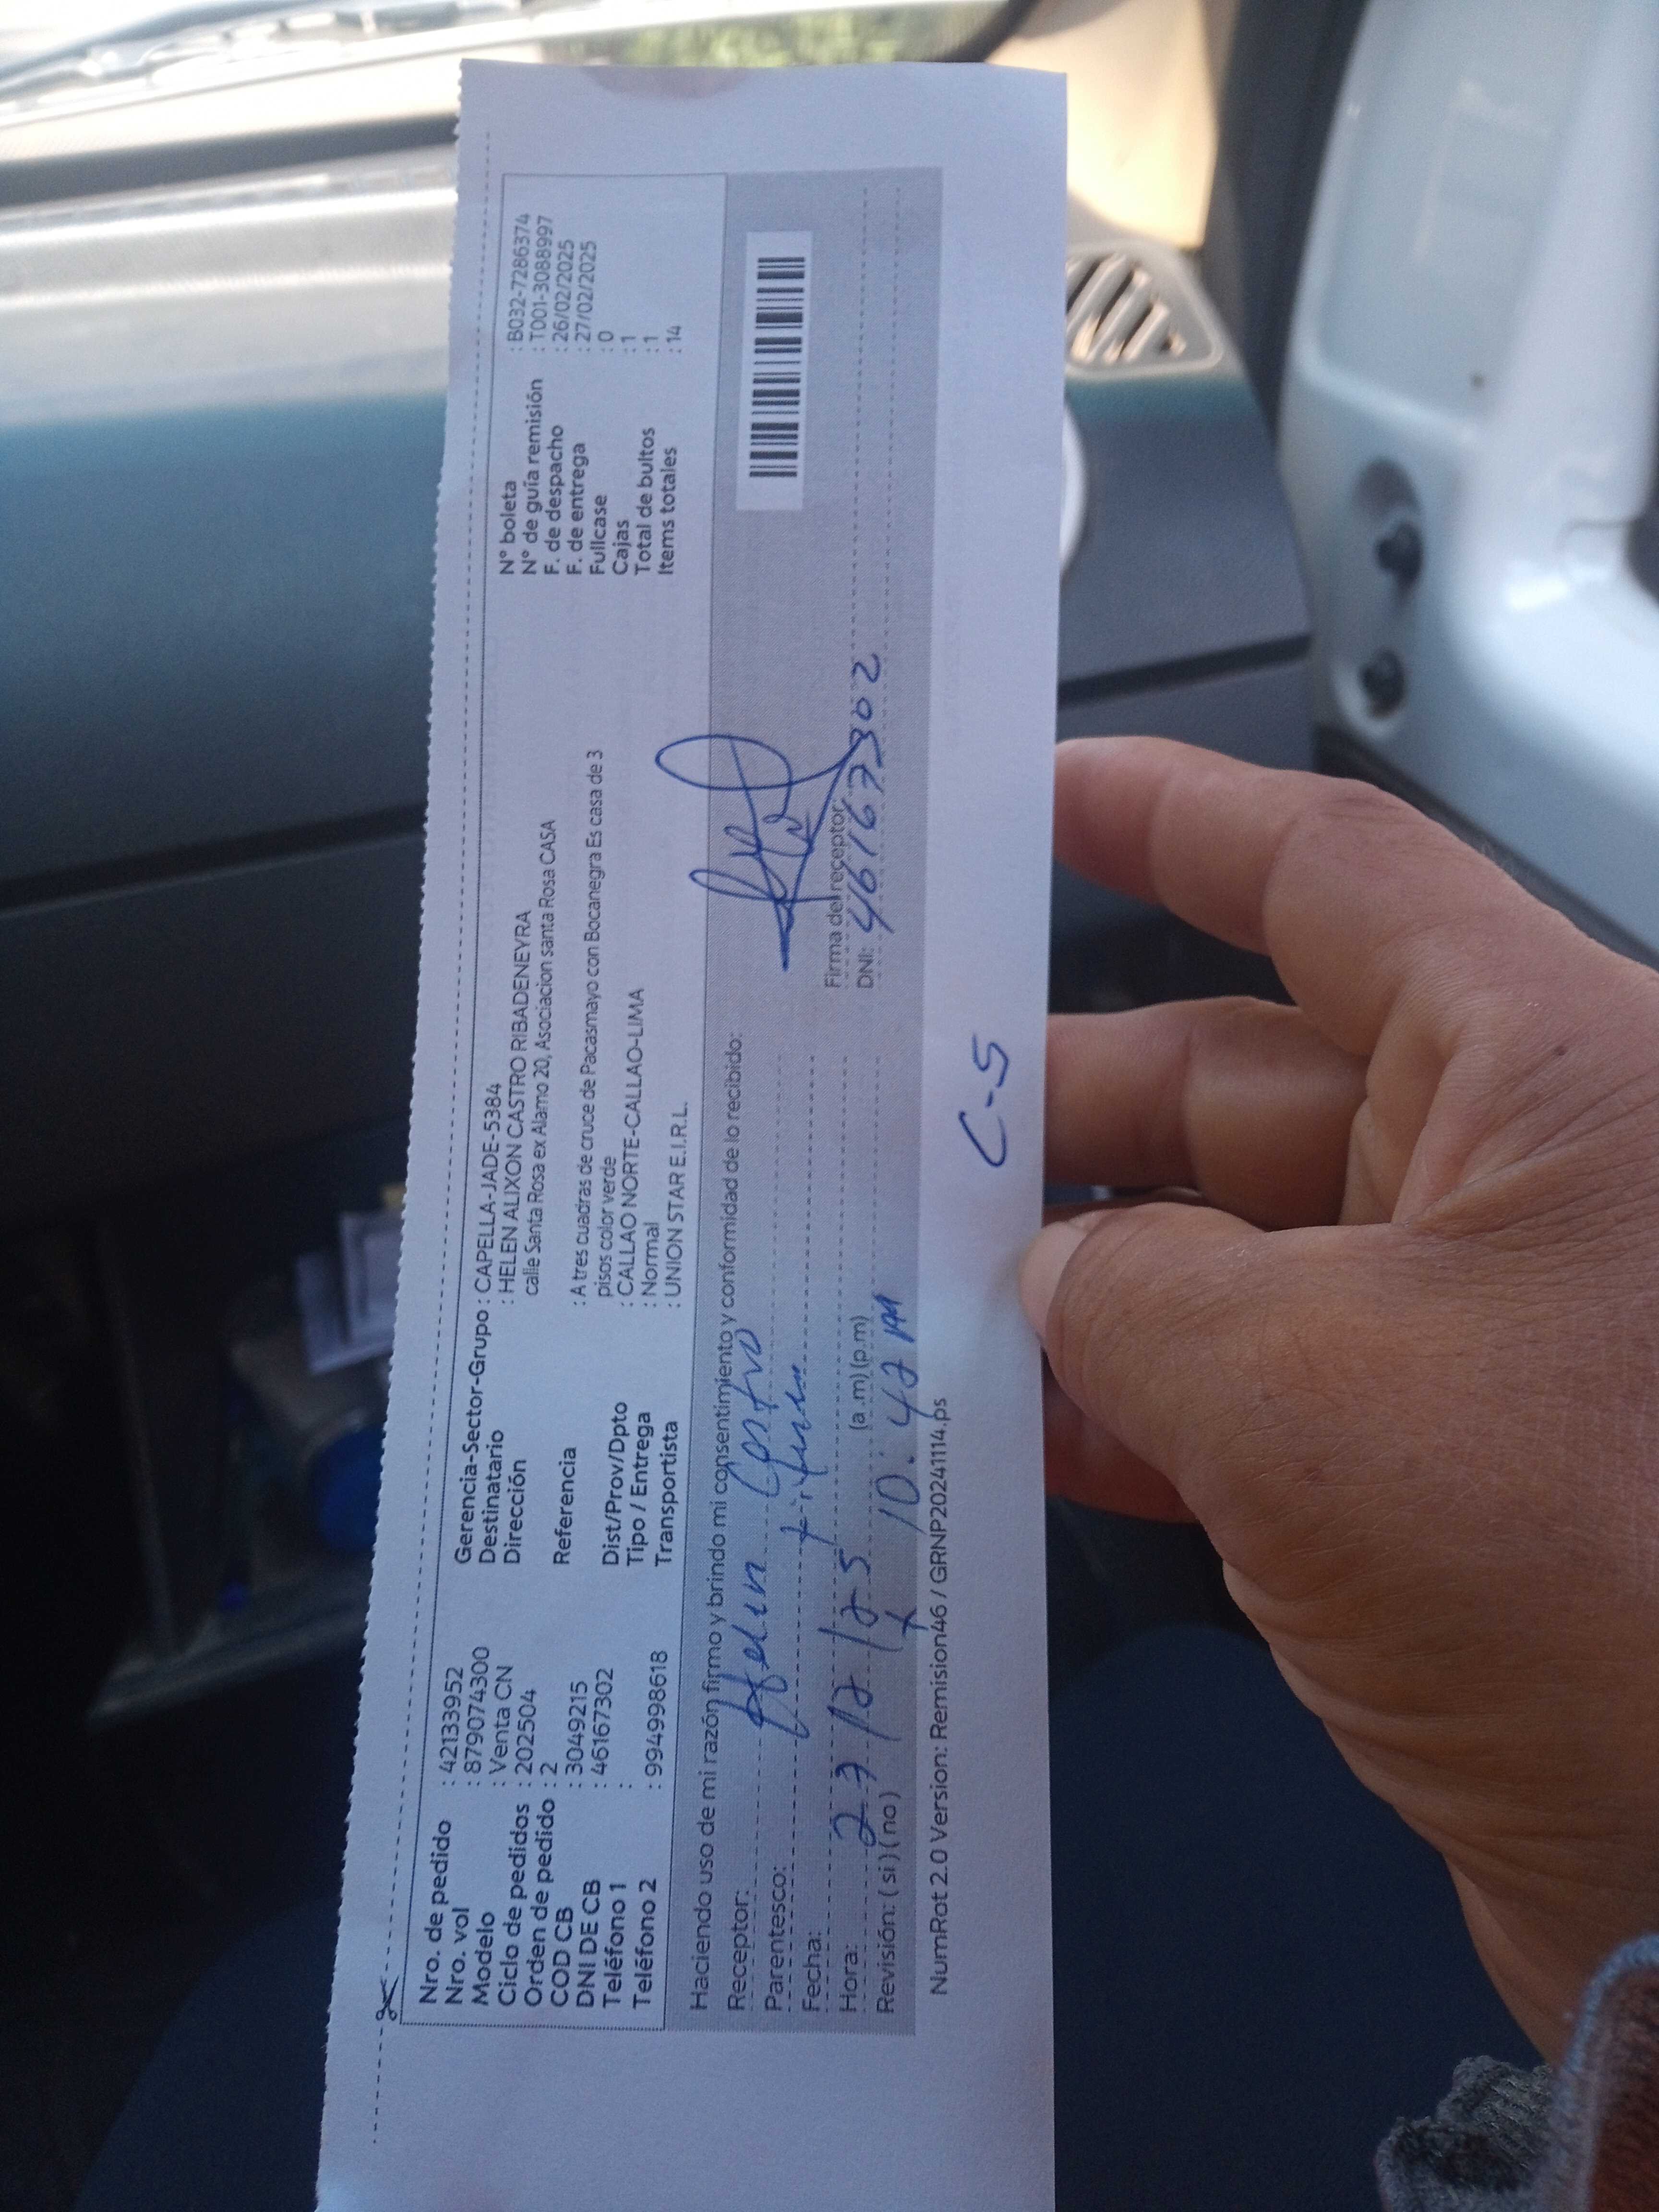 Nro. de pedido : 42133952
Nro. vol : 879074300
Modelo : Venta CN
Ciclo de pedidos : 202504
Orden de pedido : 2
COD CB : 3049215
DNI DE CB : 46167302
Teléfono 1 :
Teléfono 2 : 994998618
Gerencia-Sector-Grupo : CAPELLA-JADE-5384
Destinatario : HELEN ALIXON CASTRO RIBADENEYRA
Dirección calle Santa Rosa ex Alamo 20, Asociacion santa Rosa CASA
Referencia : A tres cuadras de cruce de Pacasmayo con Bocanegra Es casa de 3
pisos color verde
Dist/Prov/Dpto : CALLAO NORTE-CALLAO-LIMA
Tipo / Entrega : Normal
Transportista : UNION STAR E.I.R.L.
N° boleta : B032-7286374
N° de guía remisión : T001-3088997
F. de despacho : 26/02/2025
F. de entrega : 27/02/2025
Fullcase : 0
Cajas : 1
Total de bultos : 1
Items totales : 14
Haciendo uso de mi razón firmo y brindo mi consentimiento y conformidad de lo recibido:
Receptor: Helen Castro
Parentesco: titular
Fecha: 27/2/25
Hora: (a.m) (p.m)
Revisión: ( si ) ( no ) x 10:42 AM
Firma del receptor:
DNI: 46167302
NumRot 2.0 Version: Remision46 / GRNP20241114.ps
C-5